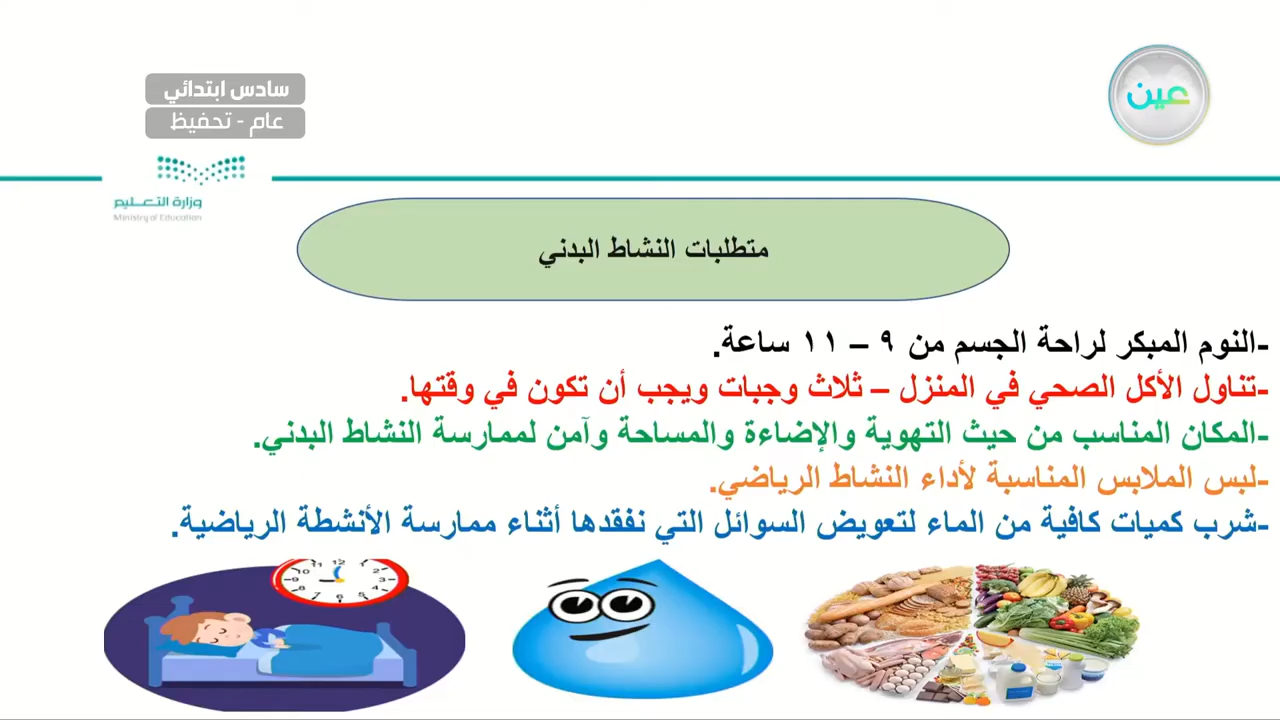 سادس ابتدائي
عام - تحفيظ
عين
وزارة التعـــليم
Ministry of Education
متطلبات النشاط البدني
-النوم المبكر لراحة الجسم من ٩ – ١١ ساعة.
-تناول الأكل الصحي في المنزل – ثلاث وجبات ويجب أن تكون في وقتها.
-المكان المناسب من حيث التهوية والإضاءة والمساحة وآمن لممارسة النشاط البدني.
-لبس الملابس المناسبة لأداء النشاط الرياضي.
-شرب كميات كافية من الماء لتعويض السوائل التي نفقدها أثناء ممارسة الأنشطة الرياضية.